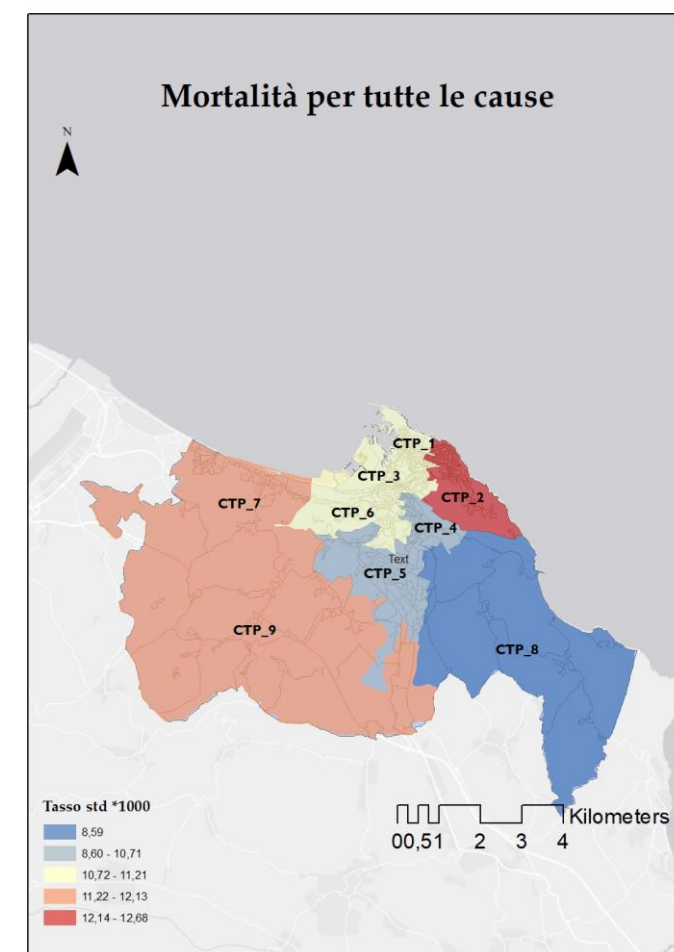 Mortalità per tutte le cause
N
CTP_1
CTP_3
CTP_2
CTP_7
CTP_6
CTP_4
Text
CTP_5
CTP_9
CTP_8
Tasso std *1000
8,59
8,60 - 10,71
10,72 - 11,21
11,22 - 12,13
12,14 - 12,68
Kilometers
00,51 2 3 4